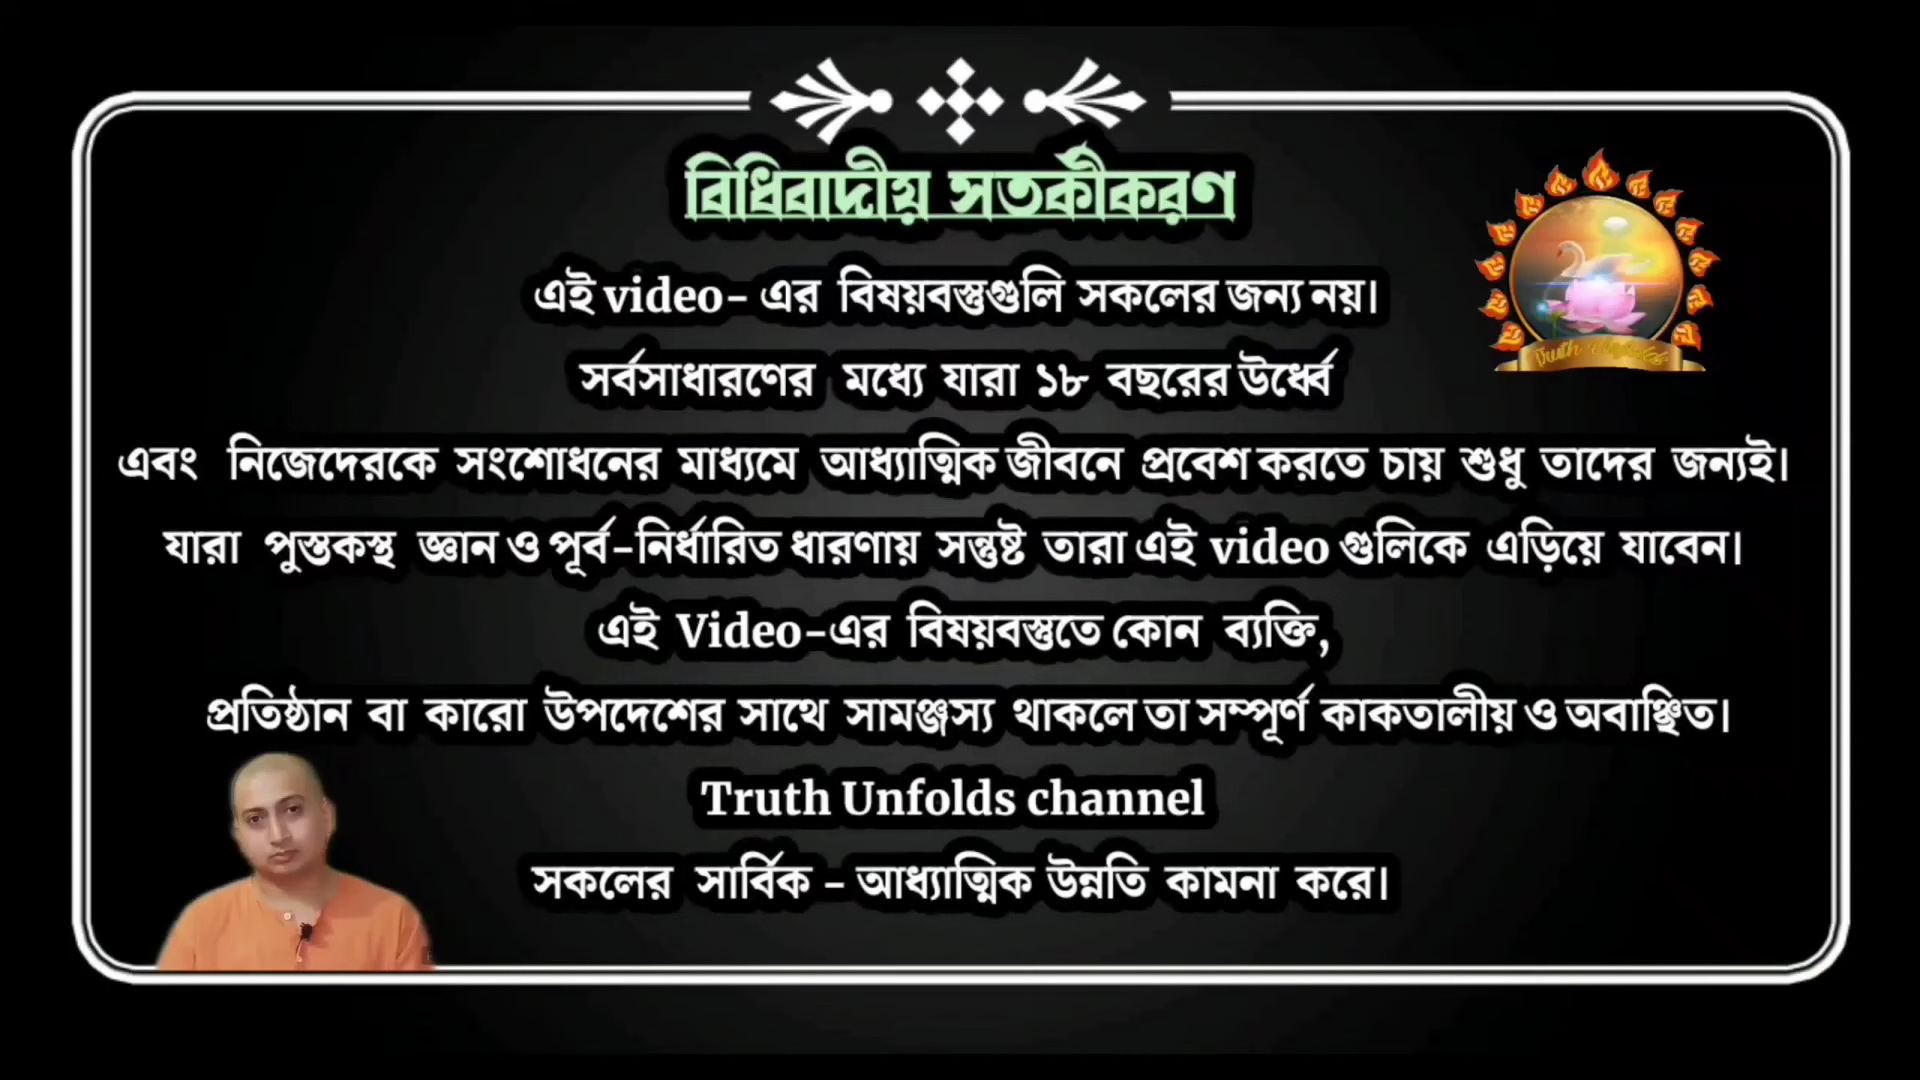 বিধিবাদীয় সতর্কীকরণ
এই video- এর বিষয়বস্তুগুলি সকলের জন্য নয়।
সর্বসাধারণের মধ্যে যারা ১৮ বছরের উর্ধ্বে
এবং নিজেদেরকে সংশোধনের মাধ্যমে আধ্যাত্মিক জীবনে প্রবেশ করতে চায় শুধু তাদের জন্যই।
যারা পুস্তকস্থ জ্ঞান ও পূর্ব-নির্ধারিত ধারণায় সন্তুষ্ট তারা এই video গুলিকে এড়িয়ে যাবেন।
এই Video-এর বিষয়বস্তুতে কোন ব্যক্তি,
প্রতিষ্ঠান বা কারো উপদেশের সাথে সামঞ্জস্য থাকলে তা সম্পূর্ণ কাকতালীয় ও অবাঞ্ছিত।
Truth Unfolds channel
সকলের সার্বিক - আধ্যাত্মিক উন্নতি কামনা করে।
Truth Unfolds